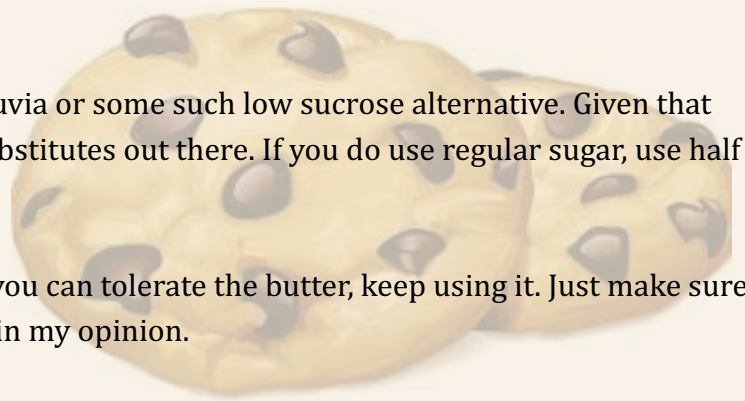 uvia or some such low sucrose alternative. Given that
bstitutes out there. If you do use regular sugar, use half
you can tolerate the butter, keep using it. Just make sure
in my opinion.